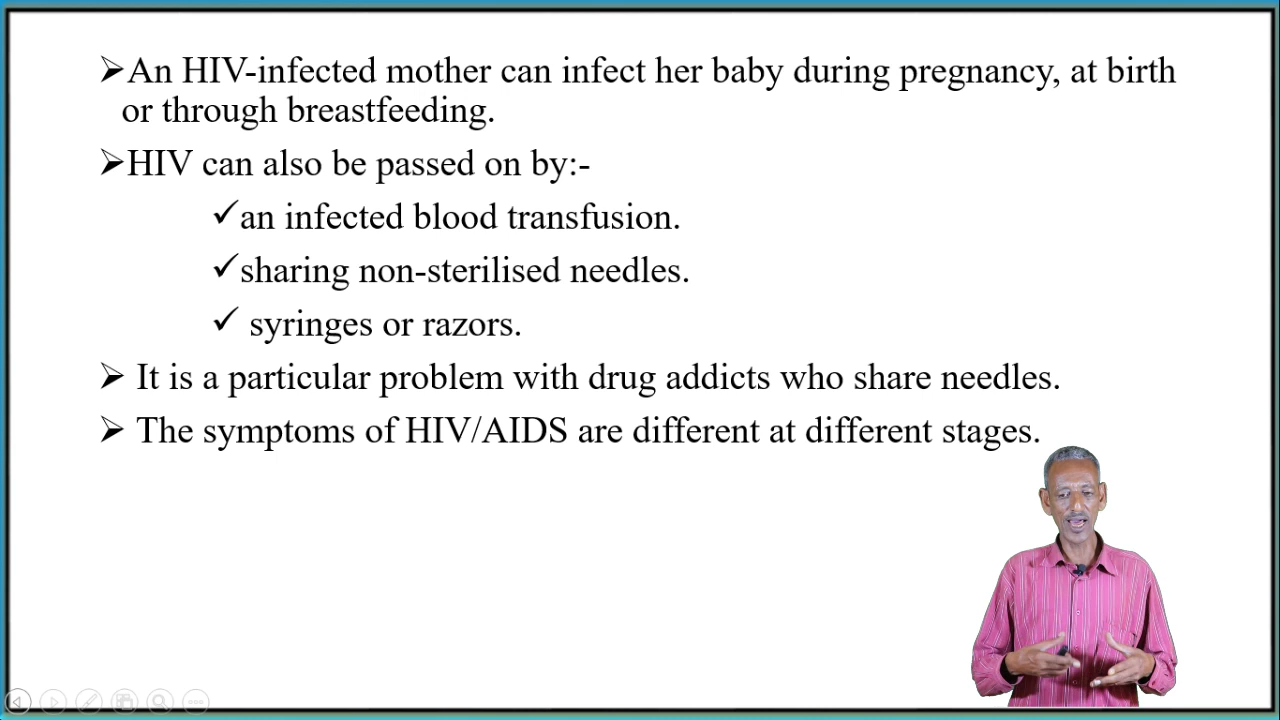 ➢An HIV-infected mother can infect her baby during pregnancy, at birth
or through breastfeeding.
➢HIV can also be passed on by:-
✓an infected blood transfusion.
✓sharing non-sterilised needles.
✓ syringes or razors.
➢ It is a particular problem with drug addicts who share needles.
➢ The symptoms of HIV/AIDS are different at different stages.